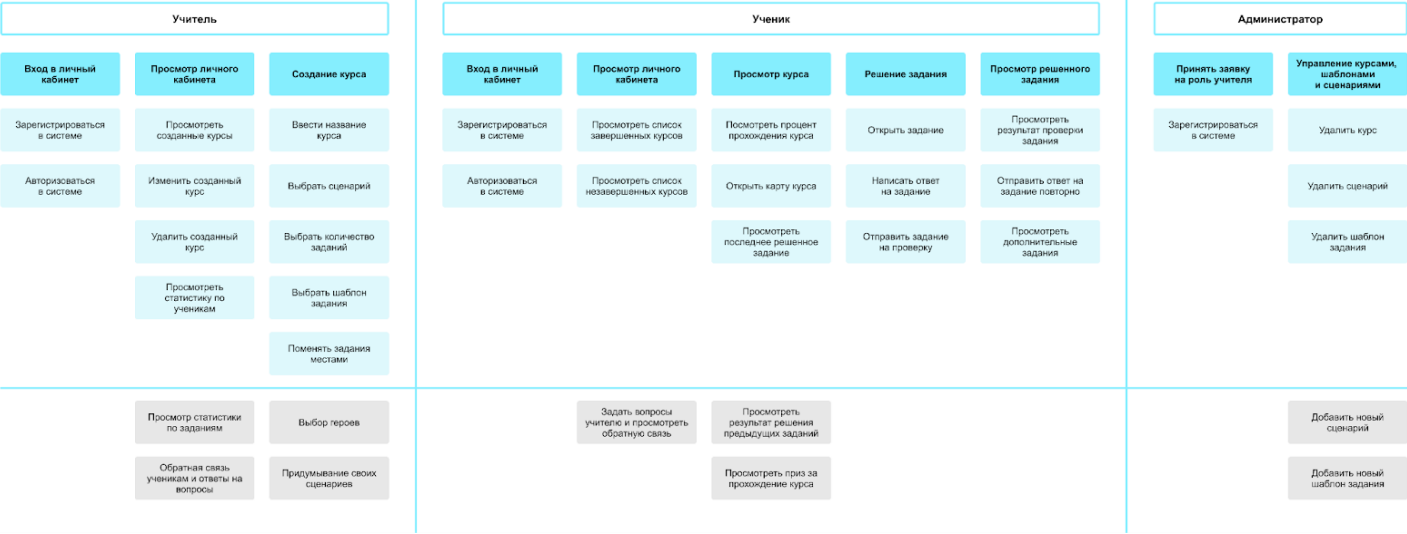 Учитель
Ученик
Администратор
Вход в личный
кабинет
Просмотр личного
кабинета
Создание курса
Вход в личный
кабинет
Просмотр личного
кабинета
Просмотр курса
Решение задания
Просмотр решенного
задания
Принять заявку
на роль учителя
Управление курсами,
шаблонами
и сценариями
Зарегистрироваться
в системе
Просмотреть
созданные курсы
Ввести название
курса
Зарегистрироваться
в системе
Просмотреть список
завершенных курсов
Посмотреть процент
прохождения курса
Открыть задание
Просмотреть
результат проверки
задания
Зарегистрироваться
в системе
Удалить курс
Авторизоваться
в системе
Изменить созданный
курс
Выбрать сценарий
Авторизоваться
в системе
Просмотреть список
незавершенных курсов
Открыть карту курса
Написать ответ
на задание
Отправить ответ на
задание повторно
Удалить сценарий
Удалить созданный
курс
Выбрать количество
заданий
Просмотреть
последнее решенное
задание
Отправить задание
на проверку
Просмотреть
дополнительные
задания
Удалить шаблон
задания
Просмотреть
статистику по
ученикам
Выбрать шаблон
задания
Поменять задания
местами
Просмотр статистики
по заданиям
Выбор героев
Задать вопросы
учителю и просмотреть
обратную связь
Просмотреть
результат решения
предыдущих заданий
Добавить новый
сценарий
Обратная связь
ученикам и ответы на
вопросы
Придумывание своих
сценариев
Просмотреть приз за
прохождение курса
Добавить новый
шаблон задания